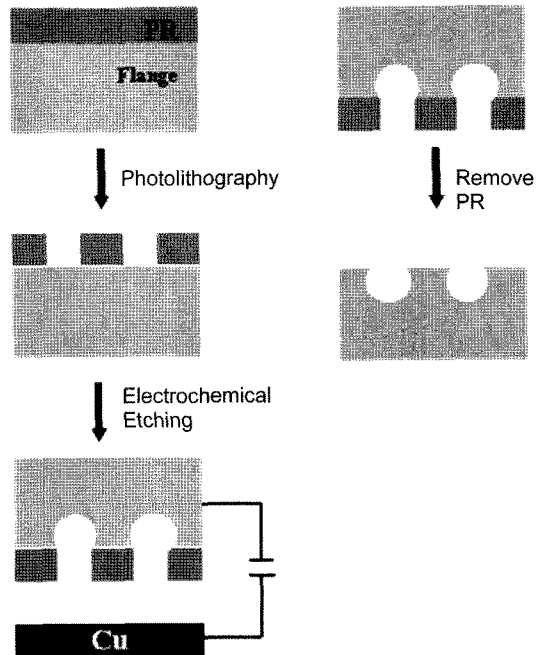 PR
Flange
Photolithography
Electrochemical
Etching
Cu
Remove
PR